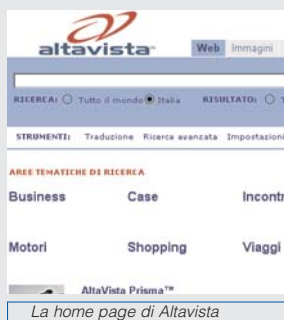 altavista™
Web Immagini
RICERCA: Tutto il mondo Italia RISULTATO:
STRUMENTI: Traduzione Ricerca avanzata Impostazioni
AREE TEMATICHE DI RICERCA
Business Case Incontr
Motori Shopping Viaggi
AltaVista Prisma™
La home page di Altavista